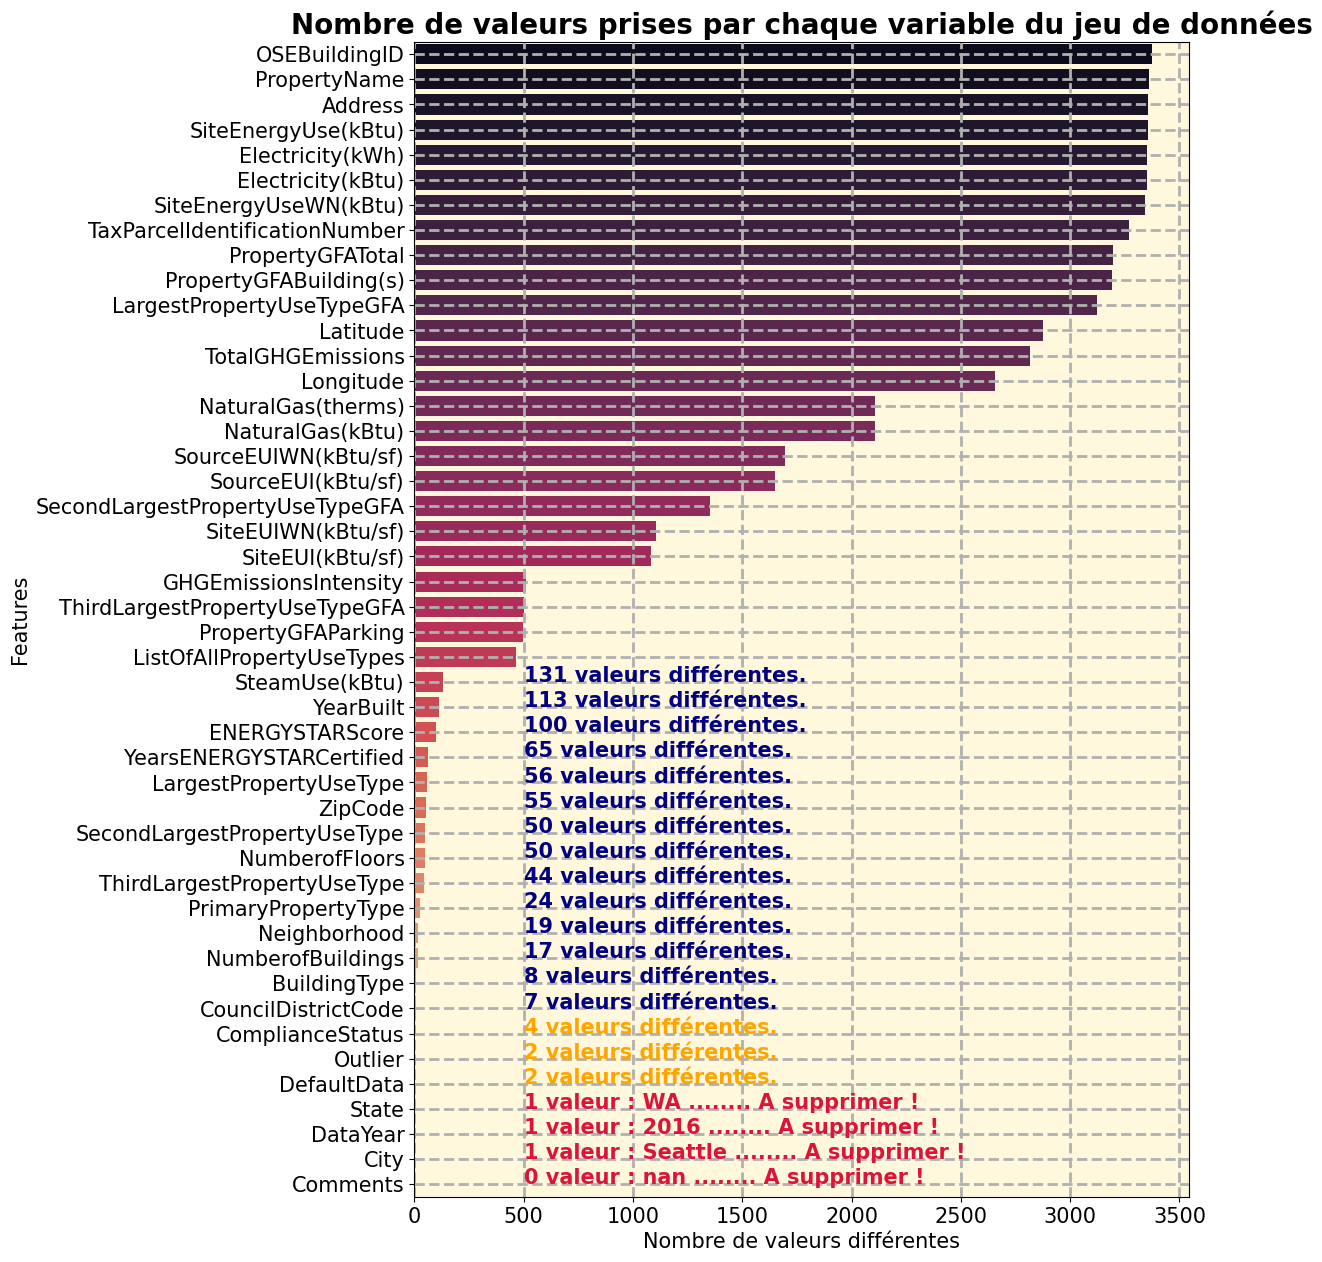 Nombre de valeurs prises par chaque variable du jeu de données
OSEBuildingID
PropertyName
Address
SiteEnergyUse(kBtu)
Electricity(kWh)
Electricity(kBtu)
SiteEnergyUseWN(kBtu)
TaxParcelIdentificationNumber
PropertyGFATotal
PropertyGFABuilding(s)
LargestPropertyUseTypeGFA
Latitude
TotalGHGEmissions
Longitude
NaturalGas(therms)
NaturalGas(kBtu)
SourceEUIWN(kBtu/sf)
SourceEUI(kBtu/sf)
SecondLargestPropertyUseTypeGFA
SiteEUIWN(kBtu/sf)
SiteEUI(kBtu/sf)
GHGEmissionsIntensity
ThirdLargestPropertyUseTypeGFA
PropertyGFAParking
ListOfAllPropertyUseTypes
SteamUse(kBtu) 131 valeurs différentes.
YearBuilt 113 valeurs différentes.
ENERGYSTARScore 100 valeurs différentes.
YearsENERGYSTARCertified 65 valeurs différentes.
LargestPropertyUseType 56 valeurs différentes.
ZipCode 55 valeurs différentes.
SecondLargestPropertyUseType 50 valeurs différentes.
NumberofFloors 50 valeurs différentes.
ThirdLargestPropertyUseType 44 valeurs différentes.
PrimaryPropertyType 24 valeurs différentes.
Neighborhood 19 valeurs différentes.
NumberofBuildings 17 valeurs différentes.
BuildingType 8 valeurs différentes.
CouncilDistrictCode 7 valeurs différentes.
ComplianceStatus 4 valeurs différentes.
Outlier 2 valeurs différentes.
DefaultData 2 valeurs différentes.
State 1 valeur : WA ........ A supprimer !
DataYear 1 valeur : 2016 ........ A supprimer !
City 1 valeur : Seattle ........ A supprimer !
Comments 0 valeur : nan ........ A supprimer !
Features
0 500 1000 1500 2000 2500 3000 3500
Nombre de valeurs différentes